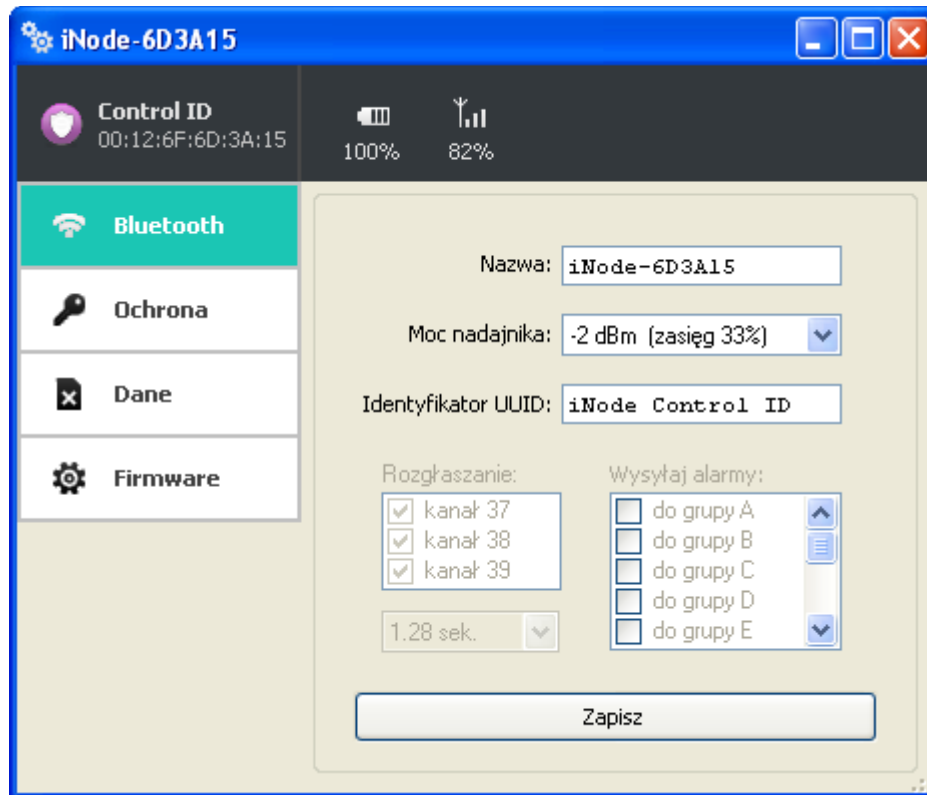 iNode-6D3A15
Control ID
00:12:6F:6D:3A:15
100%
82%
Bluetooth
Ochrona
Dane
Firmware
Nazwa: iNode-6D3A15
Moc nadajnika: -2 dBm (zasięg 33%)
Identyfikator UUID: iNode Control ID
Rozgłaszanie:
kanał 37
kanał 38
kanał 39
1.28 sek.
Wysyłaj alarmy:
do grupy A
do grupy B
do grupy C
do grupy D
do grupy E
Zapisz